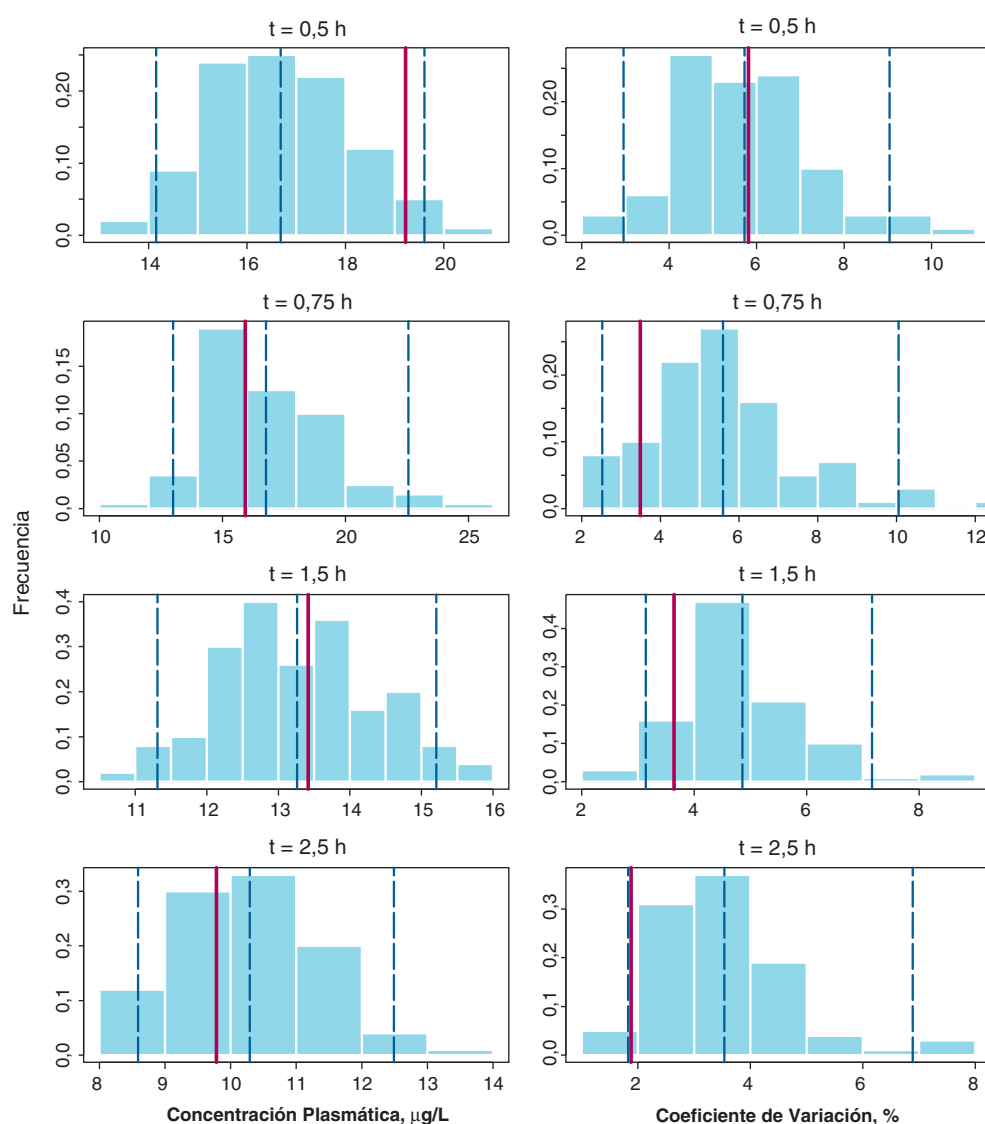 t = 0,5 h
t = 0,5 h
0,20
0,10
0,0
14 16 18 20
0,20
0,10
0,0
2 4 6 8 10
t = 0,75 h
t = 0,75 h
0,15
0,10
0,05
0,0
10 15 20 25
0,20
0,10
0,0
2 4 6 8 10 12
Frecuencia
t = 1,5 h
t = 1,5 h
0,4
0,3
0,2
0,1
0,0
11 12 13 14 15 16
0,4
0,3
0,2
0,1
0,0
2 4 6 8
t = 2,5 h
t = 2,5 h
0,3
0,2
0,1
0,0
8 9 10 11 12 13 14
0,3
0,2
0,1
0,0
2 4 6 8
Concentración Plasmática, μg/L
Coeficiente de Variación, %